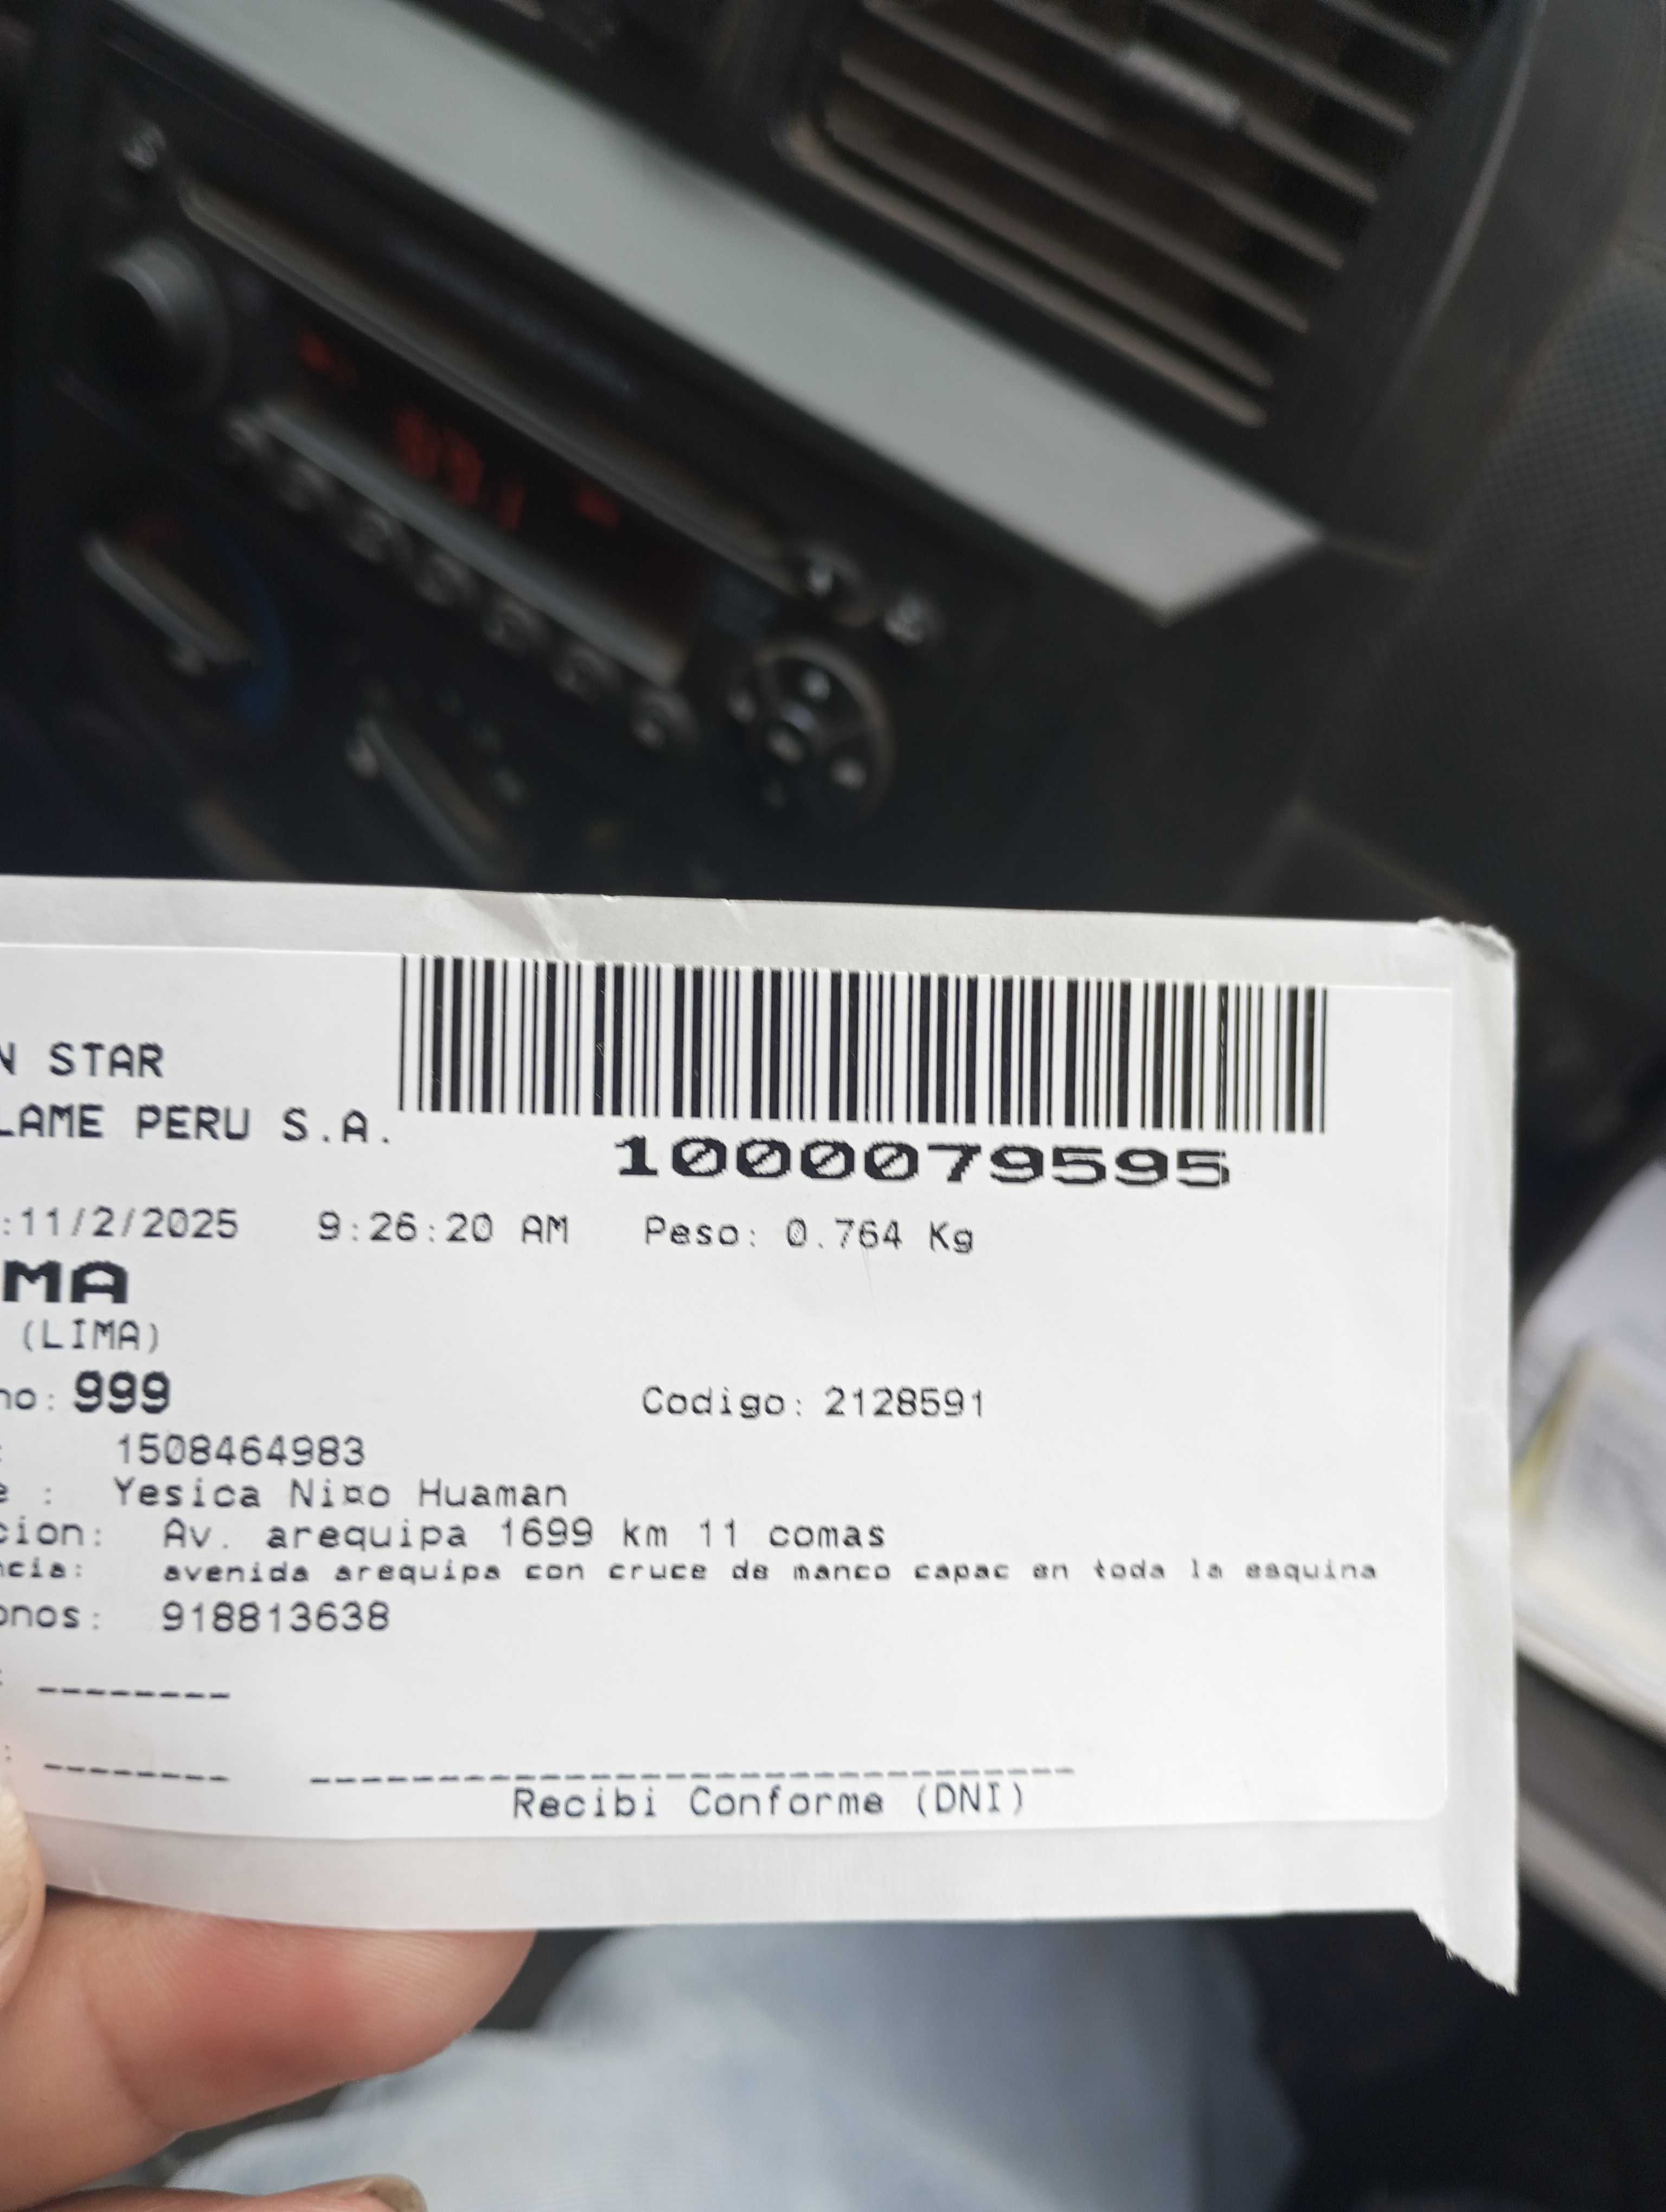 N STAR
LAME PERU S.A.
1000079595
:11/2/2025 9:26:20 AM Peso: 0.764 Kg
MA
(LIMA)
no: 999 Codigo: 2128591
: 1508464983
e : Yesica Ni¤o Huaman
cion: Av. arequipa 1699 km 11 comas
ncia: avenida arequipa con cruce de manco capac en toda la esquina
onos: 918813638
: --------
: --------
Recibi Conforme (DNI)